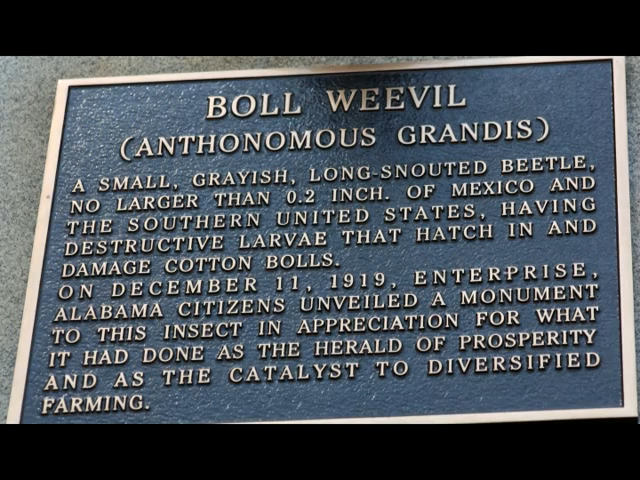 BOLL WEEVIL
(ANTHONOMOUS GRANDIS)
A SMALL, GRAYISH, LONG-SNOUTED BEETLE,
NO LARGER THAN 0.2 INCH. OF MEXICO AND
THE SOUTHERN UNITED STATES, HAVING
DESTRUCTIVE LARVAE THAT HATCH IN AND
DAMAGE COTTON BOLLS.
ON DECEMBER 11, 1919, ENTERPRISE,
ALABAMA CITIZENS UNVEILED A MONUMENT
TO THIS INSECT IN APPRECIATION FOR WHAT
IT HAD DONE AS THE HERALD OF PROSPERITY
AND AS THE CATALYST TO DIVERSIFIED
FARMING.